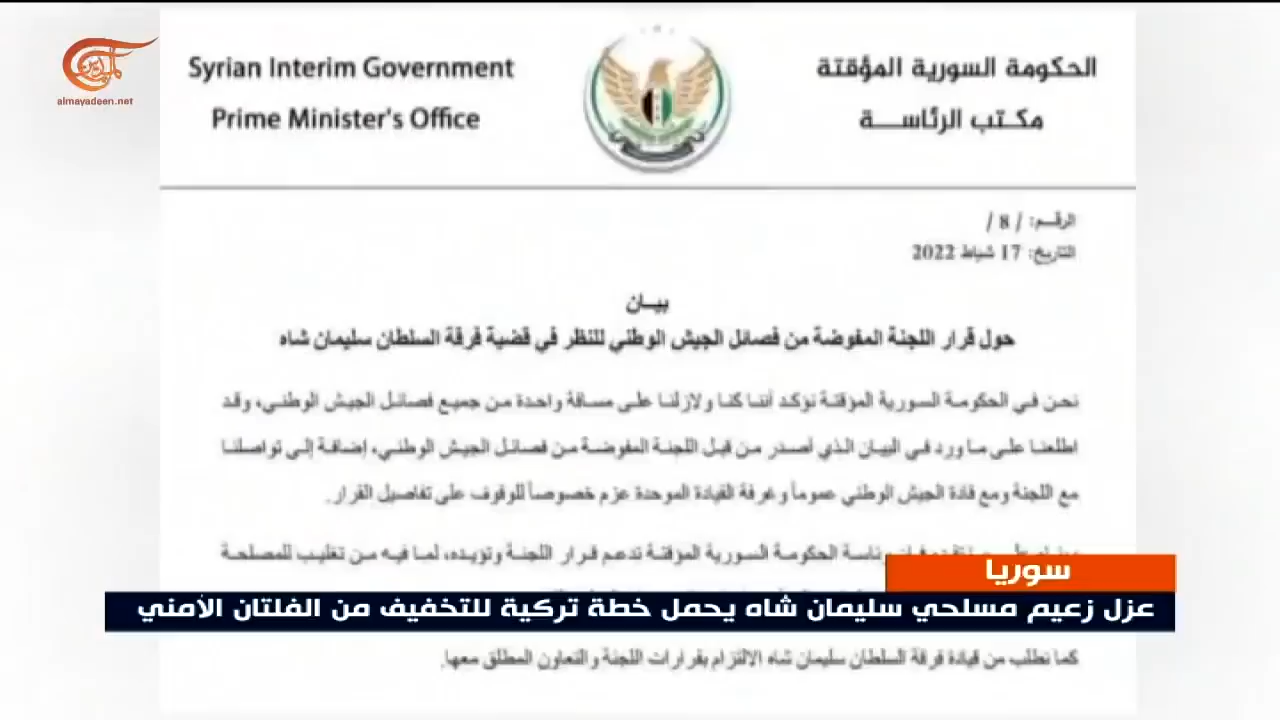 الميادين
almayadeen.net
Syrian Interim Government
Prime Minister's Office
الحكومة السورية المؤقتة
مكتب الرئاسة
الرقم: / 8 /
التاريخ: 17 شباط 2022
بيان
حول قرار اللجنة المفوضة من فصائل الجيش الوطني للنظر في قضية فرقة السلطان سليمان شاه
نحن في الحكومة السورية المؤقتة نؤكد أننا كنا ولازلنا على مسافة واحدة من جميع فصائل الجيش الوطني، وقد
اطلعنا على ما ورد في البيان الذي أصدر من قبل اللجنة المفوضة من فصائل الجيش الوطني، إضافة إلى تواصلنا
مع اللجنة ومع قادة الجيش الوطني عموماً وغرفة القيادة الموحدة عزم خصوصاً للوقوف على تفاصيل القرار.
رئاسة الحكومة السورية المؤقتة تدعم قرار اللجنة وتؤيده، لما فيه من تغليب للمصلحة
سوريا
عزل زعيم مسلحي سليمان شاه يحمل خطة تركية للتخفيف من الفلتان الأمني
كما نطلب من قيادة فرقة السلطان سليمان شاه الالتزام بقرارات اللجنة والتعاون المطلق معها.